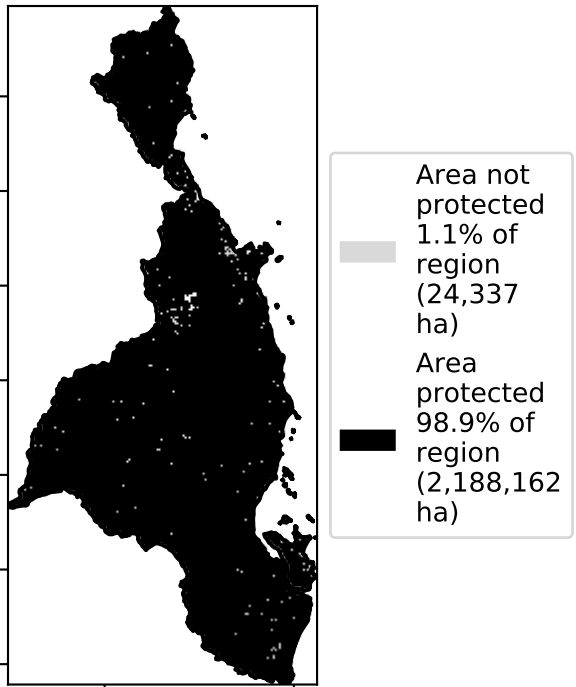 Area not
protected
1.1% of
region
(24,337
ha)
Area
protected
98.9% of
region
(2,188,162
ha)